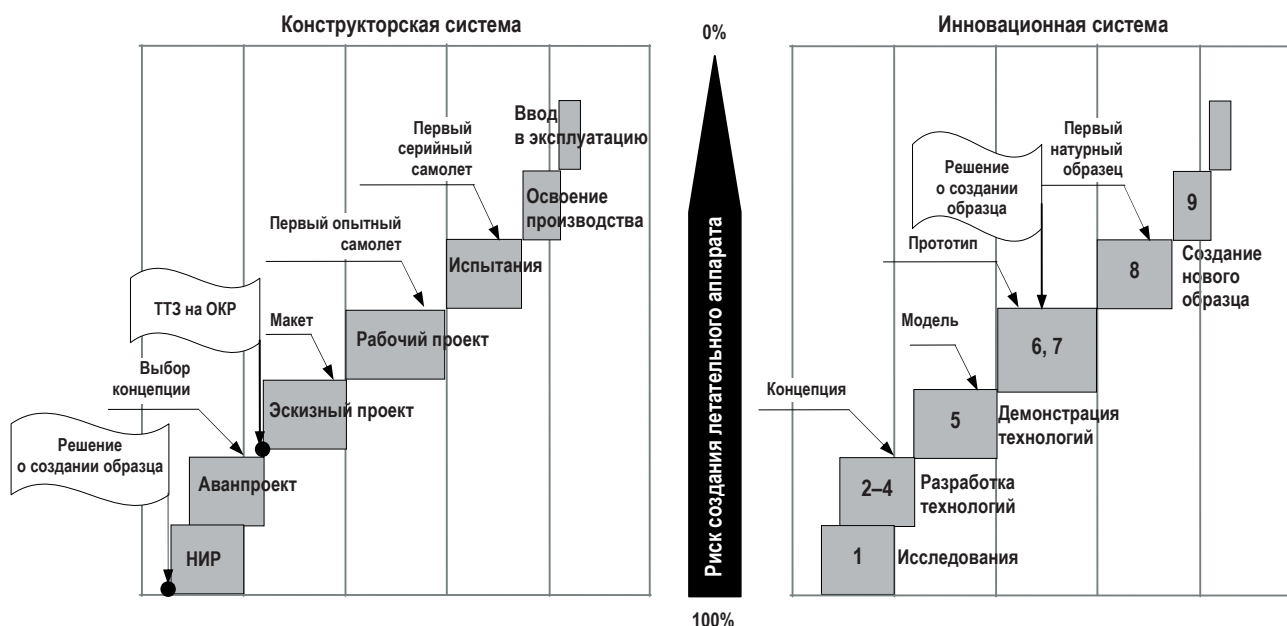 Конструкторская система
0%
Инновационная система
Ввод
в эксплуатацию
Первый
серийный
самолет
Освоение
производства
Первый опытный
самолет
Испытания
ТТЗ на ОКР
Макет
Рабочий проект
Выбор
концепции
Эскизный проект
Решение
о создании образца
Аванпроект
НИР
Риск создания летательного аппарата
100%
Первый
натурный
образец
Решение
о создании
образца
9
Прототип
8
Создание
нового
образца
Модель
6, 7
Концепция
5
Демонстрация
технологий
2–4
Разработка
технологий
1
Исследования